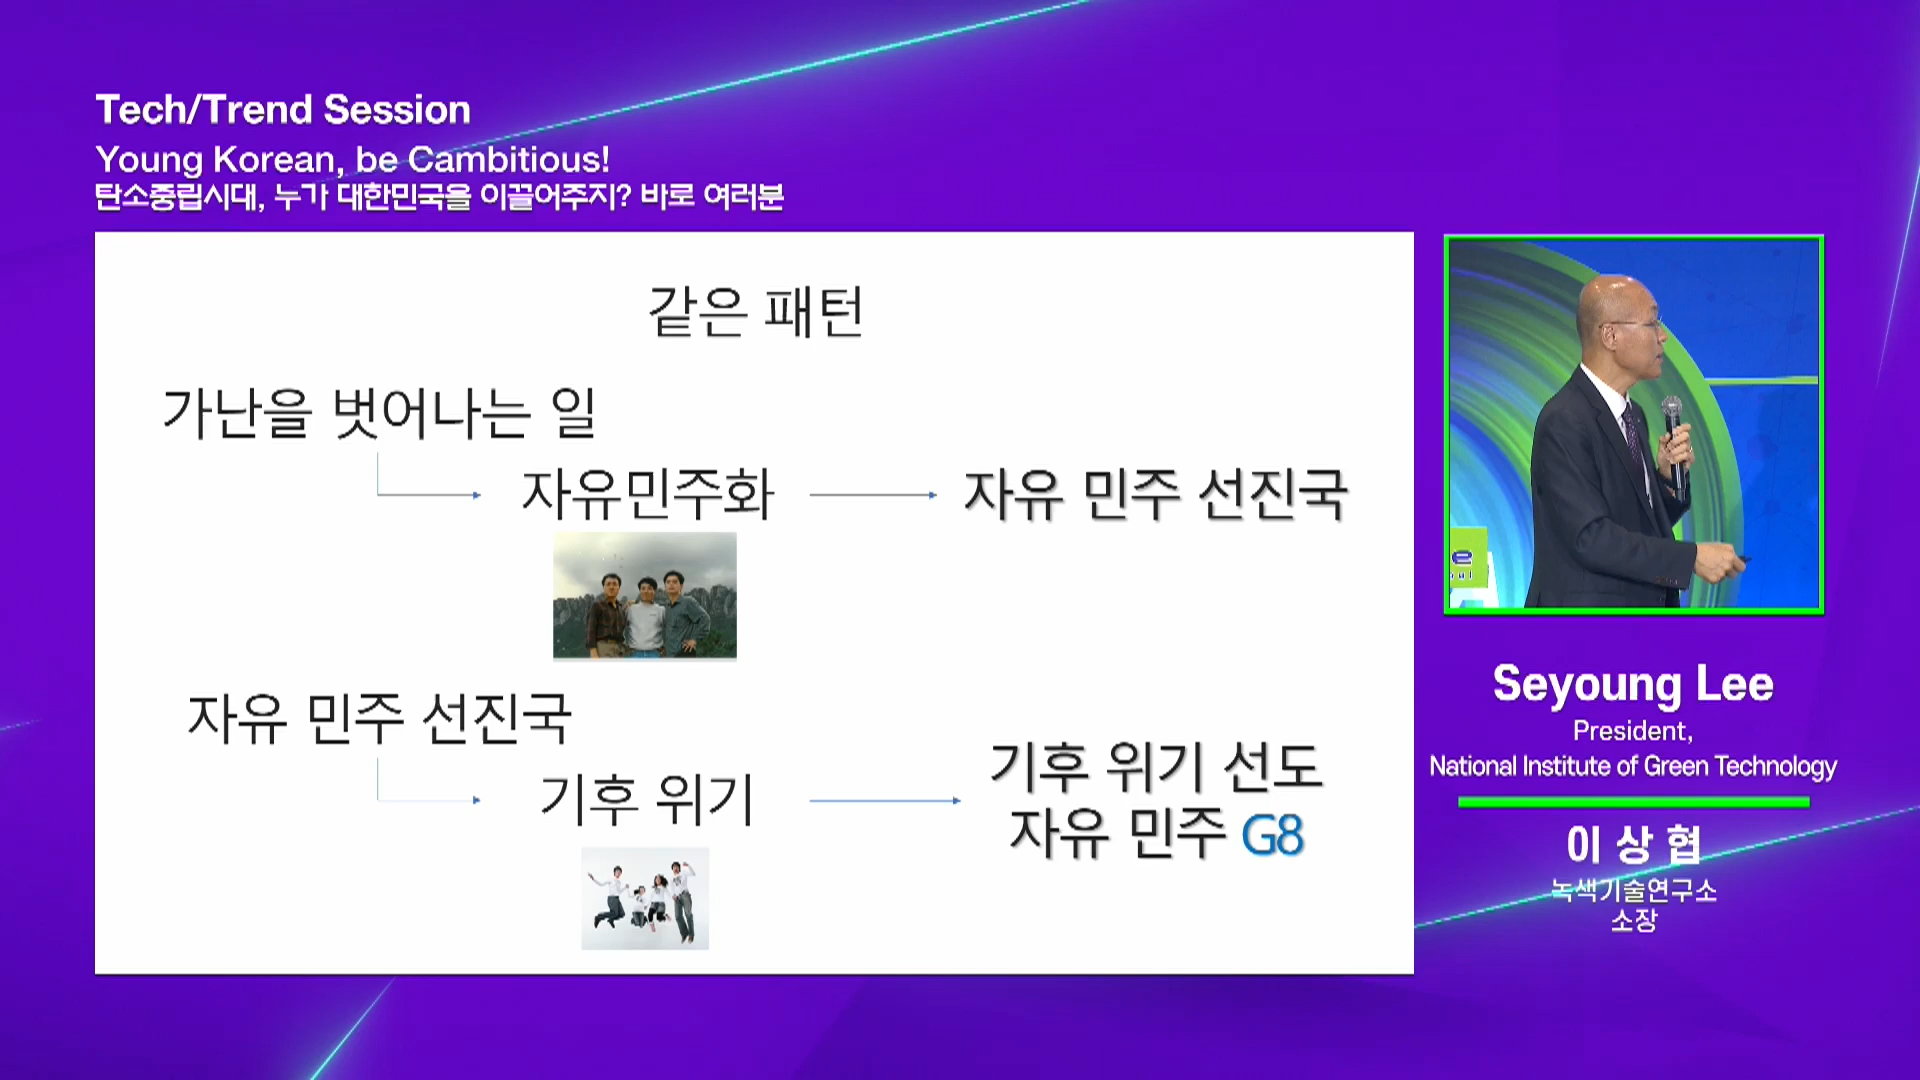 Tech/Trend Session
Young Korean, be Cambitious!
탄소중립시대, 누가 대한민국을 이끌어주지? 바로 여러분
같은 패턴
가난을 벗어나는 일
자유민주화
자유 민주 선진국
자유 민주 선진국
기후 위기
기후 위기 선도
자유 민주 G8
e
Seyoung Lee
President,
National Institute of Green Technology
이상협
녹색기술연구소
소장